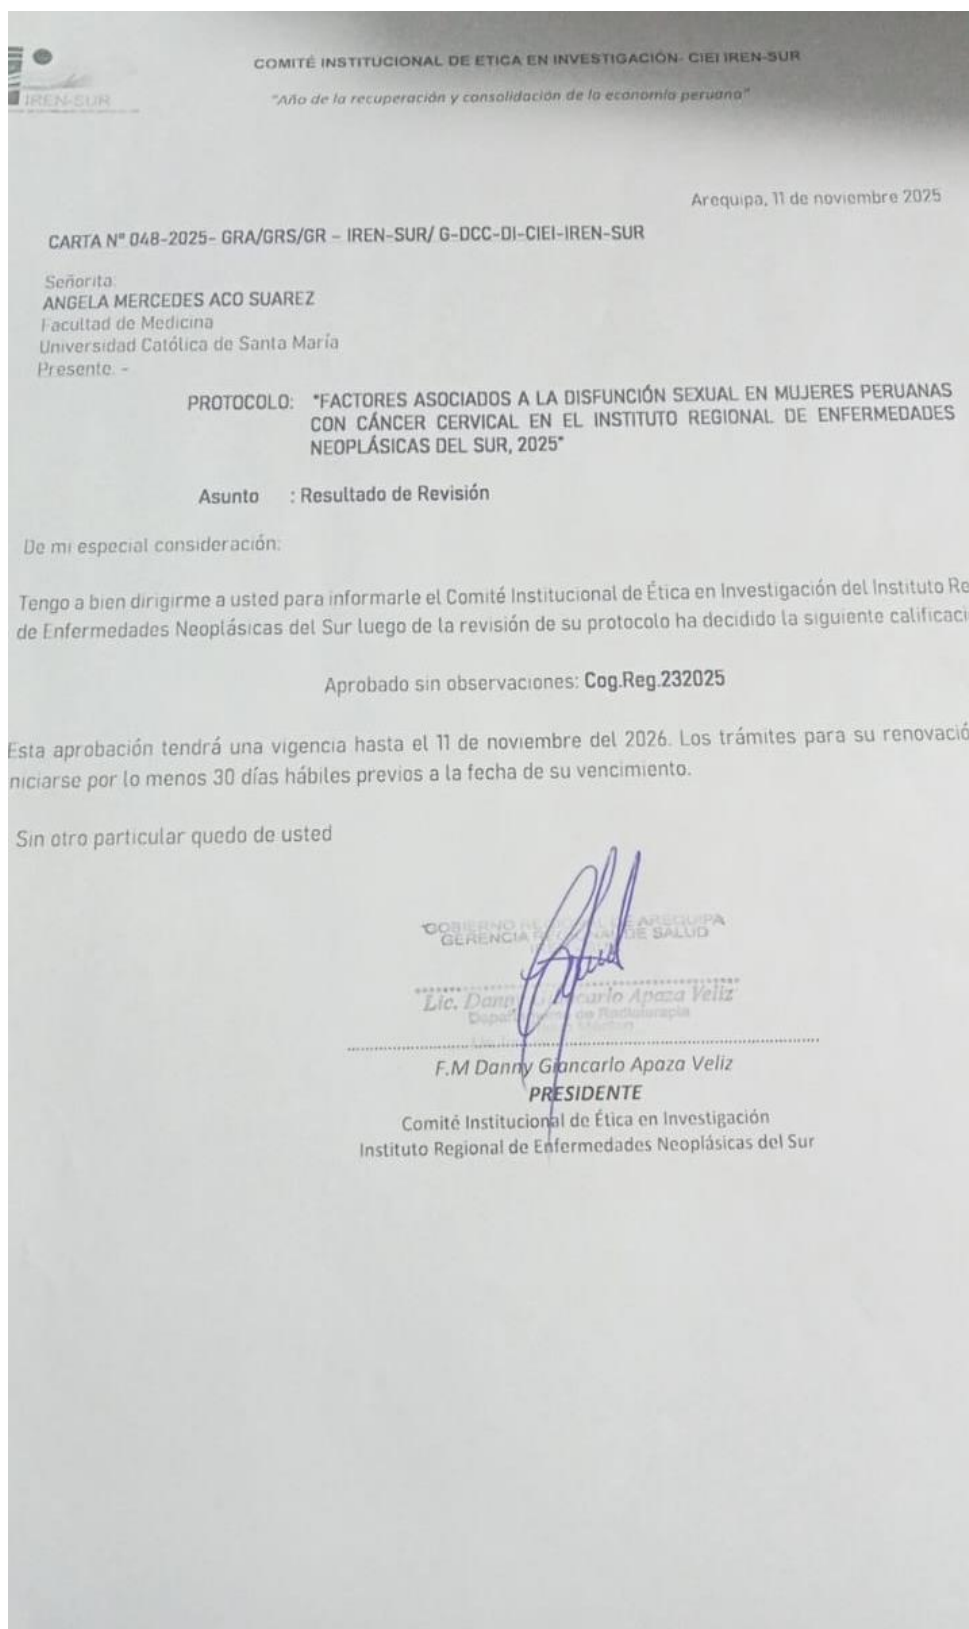 IREN-SUR
COMITÉ INSTITUCIONAL DE ETICA EN INVESTIGACIÓN- CIEI IREN-SUR
"Año de la recuperación y consolidación de la economía peruana"
Arequipa, 11 de noviembre 2025
CARTA Nº 048-2025- GRA/GRS/GR – IREN-SUR/ G-DCC-DI-CIEI-IREN-SUR
Señorita:
ANGELA MERCEDES ACO SUAREZ
Facultad de Medicina
Universidad Católica de Santa María
Presente. -
PROTOCOLO: "FACTORES ASOCIADOS A LA DISFUNCIÓN SEXUAL EN MUJERES PERUANAS
CON CÁNCER CERVICAL EN EL INSTITUTO REGIONAL DE ENFERMEDADES
NEOPLÁSICAS DEL SUR, 2025"
Asunto : Resultado de Revisión
De mi especial consideración:
Tengo a bien dirigirme a usted para informarle el Comité Institucional de Ética en Investigación del Instituto Re
de Enfermedades Neoplásicas del Sur luego de la revisión de su protocolo ha decidido la siguiente calificaci
Aprobado sin observaciones: Cog.Reg.232025
Esta aprobación tendrá una vigencia hasta el 11 de noviembre del 2026. Los trámites para su renovació
niciarse por lo menos 30 días hábiles previos a la fecha de su vencimiento.
Sin otro particular quedo de usted
GOBIERNO DE AREQUIPA
GERENCIA DE SALUD
Lic. Apaza Veliz
de Radioterapia
F.M Danny Giancarlo Apaza Veliz
PRESIDENTE
Comité Institucional de Ética en Investigación
Instituto Regional de Enfermedades Neoplásicas del Sur